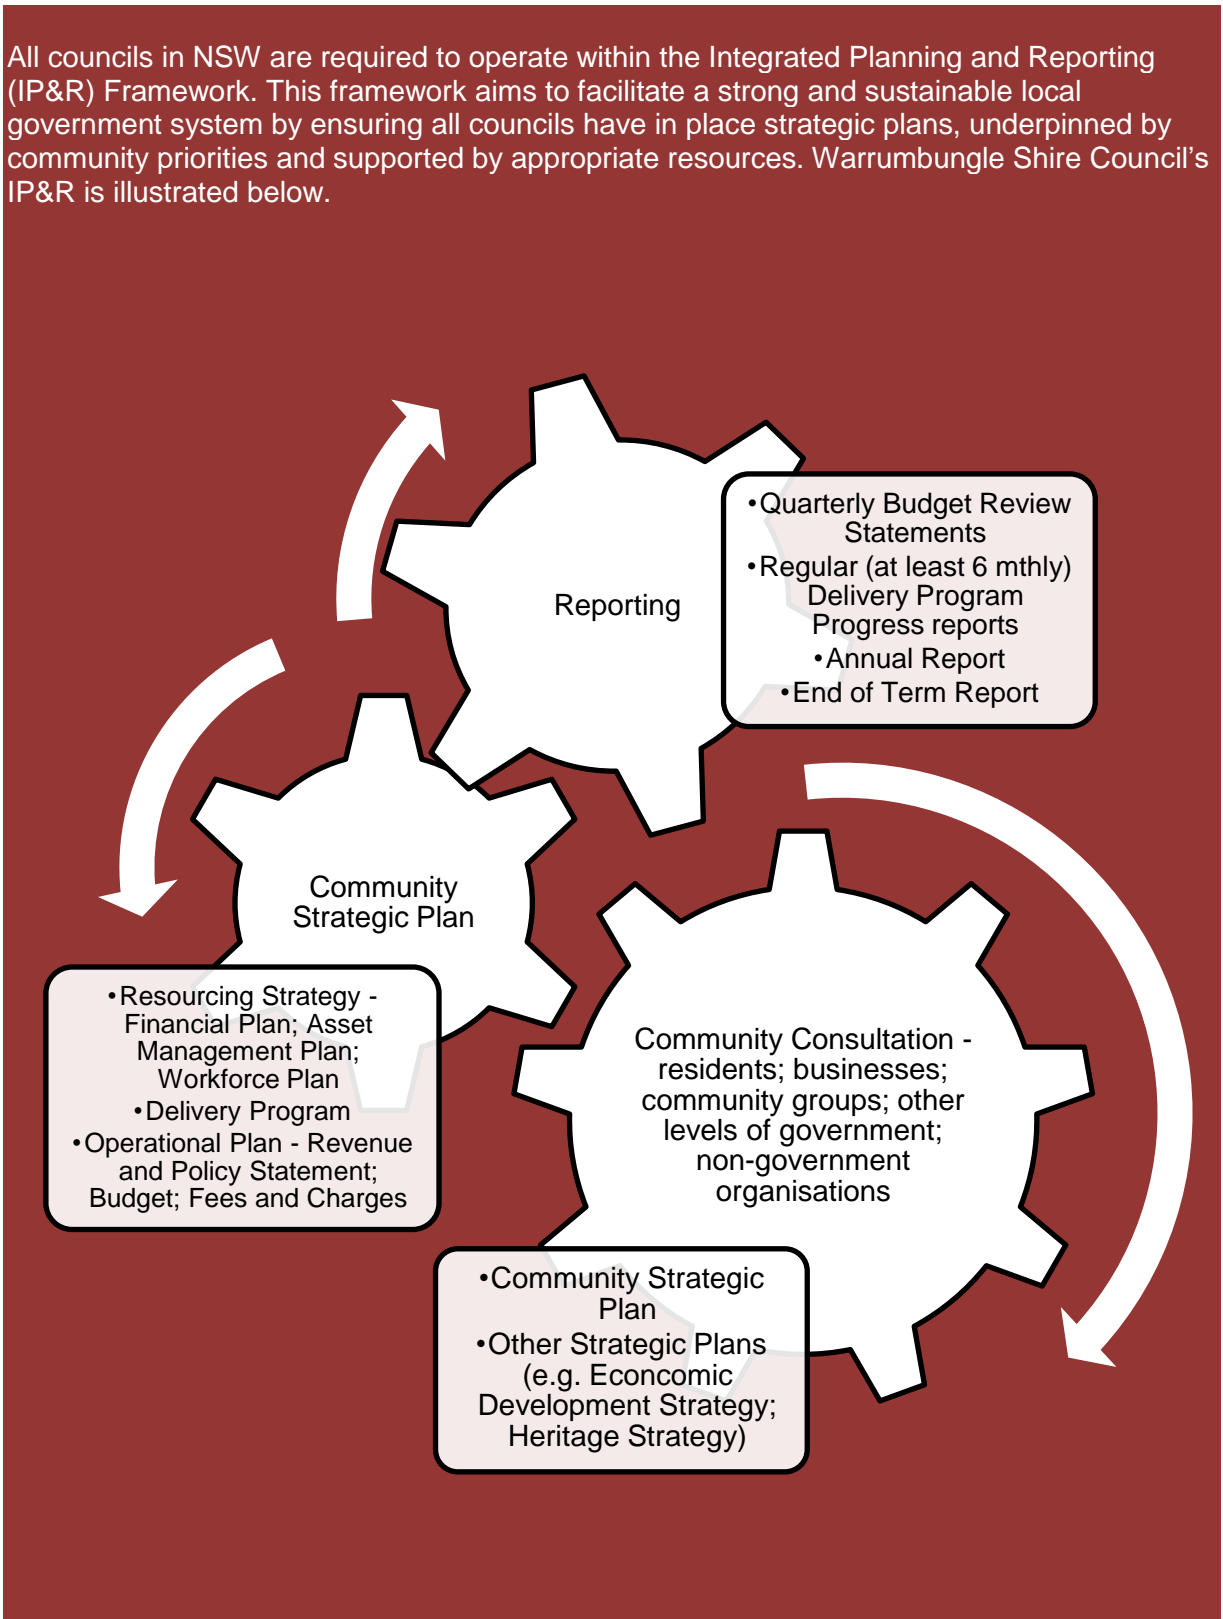 All councils in NSW are required to operate within the Integrated Planning and Reporting
(IP&R) Framework. This framework aims to facilitate a strong and sustainable local
government system by ensuring all councils have in place strategic plans, underpinned by
community priorities and supported by appropriate resources. Warrumbungle Shire Council's
IP&R is illustrated below.
Reporting
•Quarterly Budget Review
Statements
•Regular (at least 6 mthly)
Delivery Program
Progress reports
•Annual Report
•End of Term Report
Community
Strategic Plan
•Resourcing Strategy -
Financial Plan; Asset
Management Plan;
Workforce Plan
•Delivery Program
•Operational Plan - Revenue
and Policy Statement;
Budget; Fees and Charges
Community Consultation -
residents; businesses;
community groups; other
levels of government;
non-government
organisations
•Community Strategic
Plan
•Other Strategic Plans
(e.g. Econcomic
Development Strategy;
Heritage Strategy)